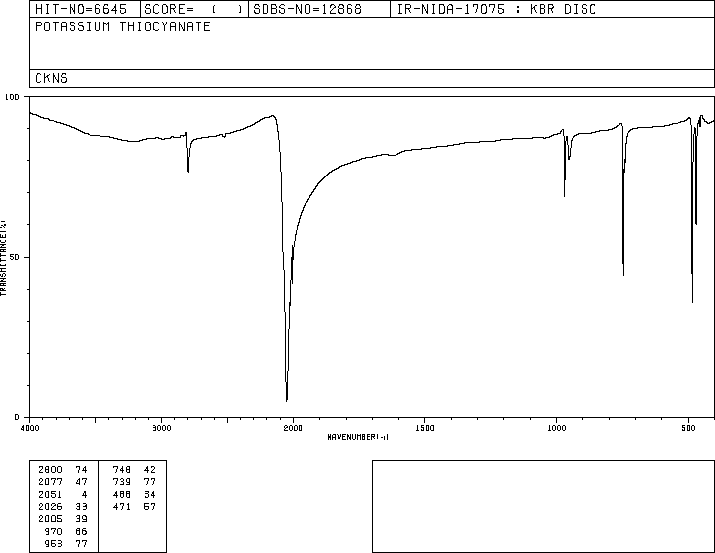 HIT-NO=6645 SCORE= ( ) SDBS-NO=12868 IR-NIDA-17075 : KBR DISC
POTASSIUM THIOCYANATE
CKNS
100
TRANSMITTANCE(%)
50
0
4000 3000 2000 1500 1000 500
WAVENUMBER(-1)
2800 74 748 42
2077 47 739 77
2051 4 488 34
2026 33 471 57
2005 39
970 66
953 77